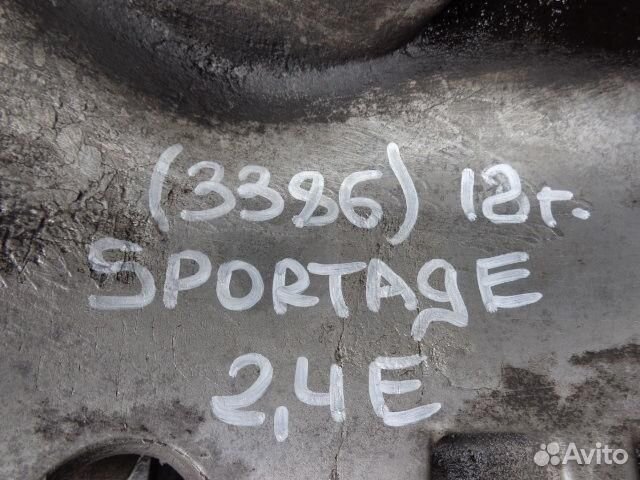 (3386) 18г.
SPORTAGE
2,4E
Avito